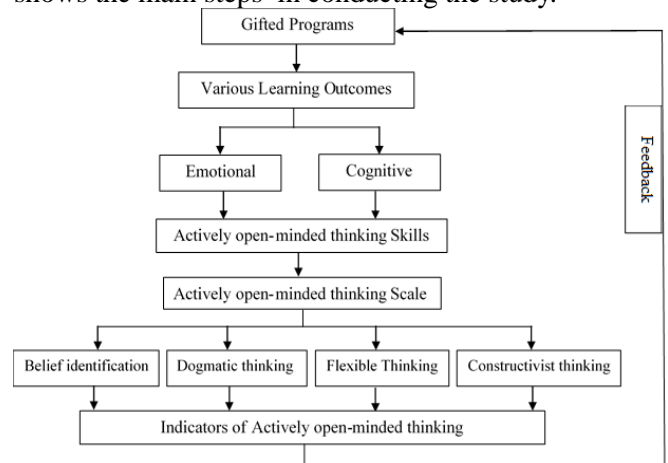 shows the main steps in conducting the study.
Gifted Programs
Various Learning Outcomes
Emotional
Cognitive
Feedback
Actively open-minded thinking Skills
Actively open-minded thinking Scale
Belief identification
Dogmatic thinking
Flexible Thinking
Constructivist thinking
Indicators of Actively open-minded thinking